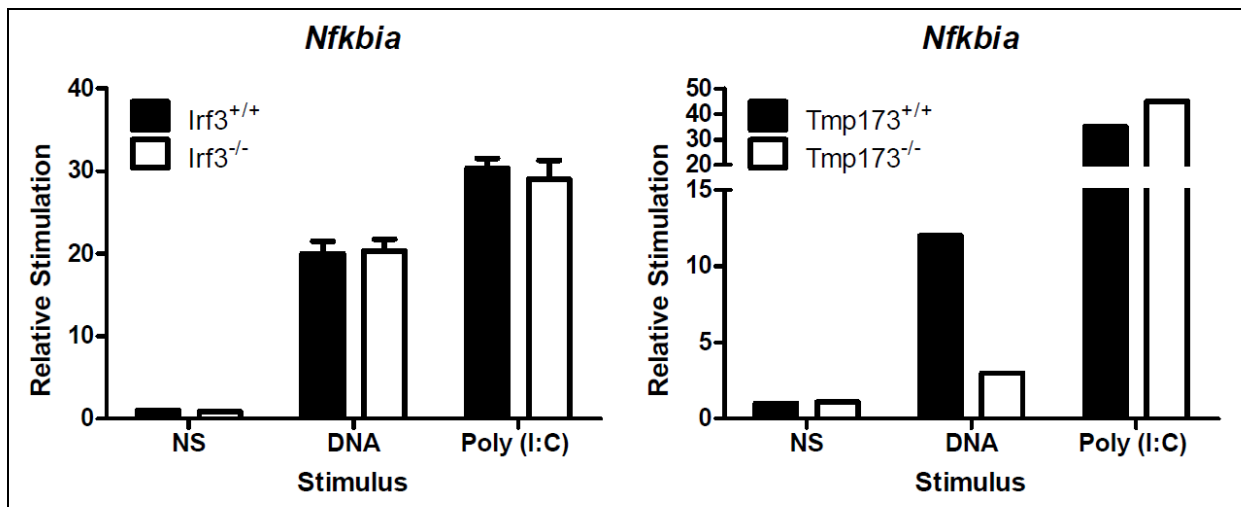 Nfkbia
40
30
20
10
0
Relative Stimulation
Irf3+/+
Irf3-/-
NS DNA Poly (I:C)
Stimulus
Nfkbia
50
40
30
20
15
10
5
0
Relative Stimulation
Tmp173+/+
Tmp173-/-
NS DNA Poly (I:C)
Stimulus